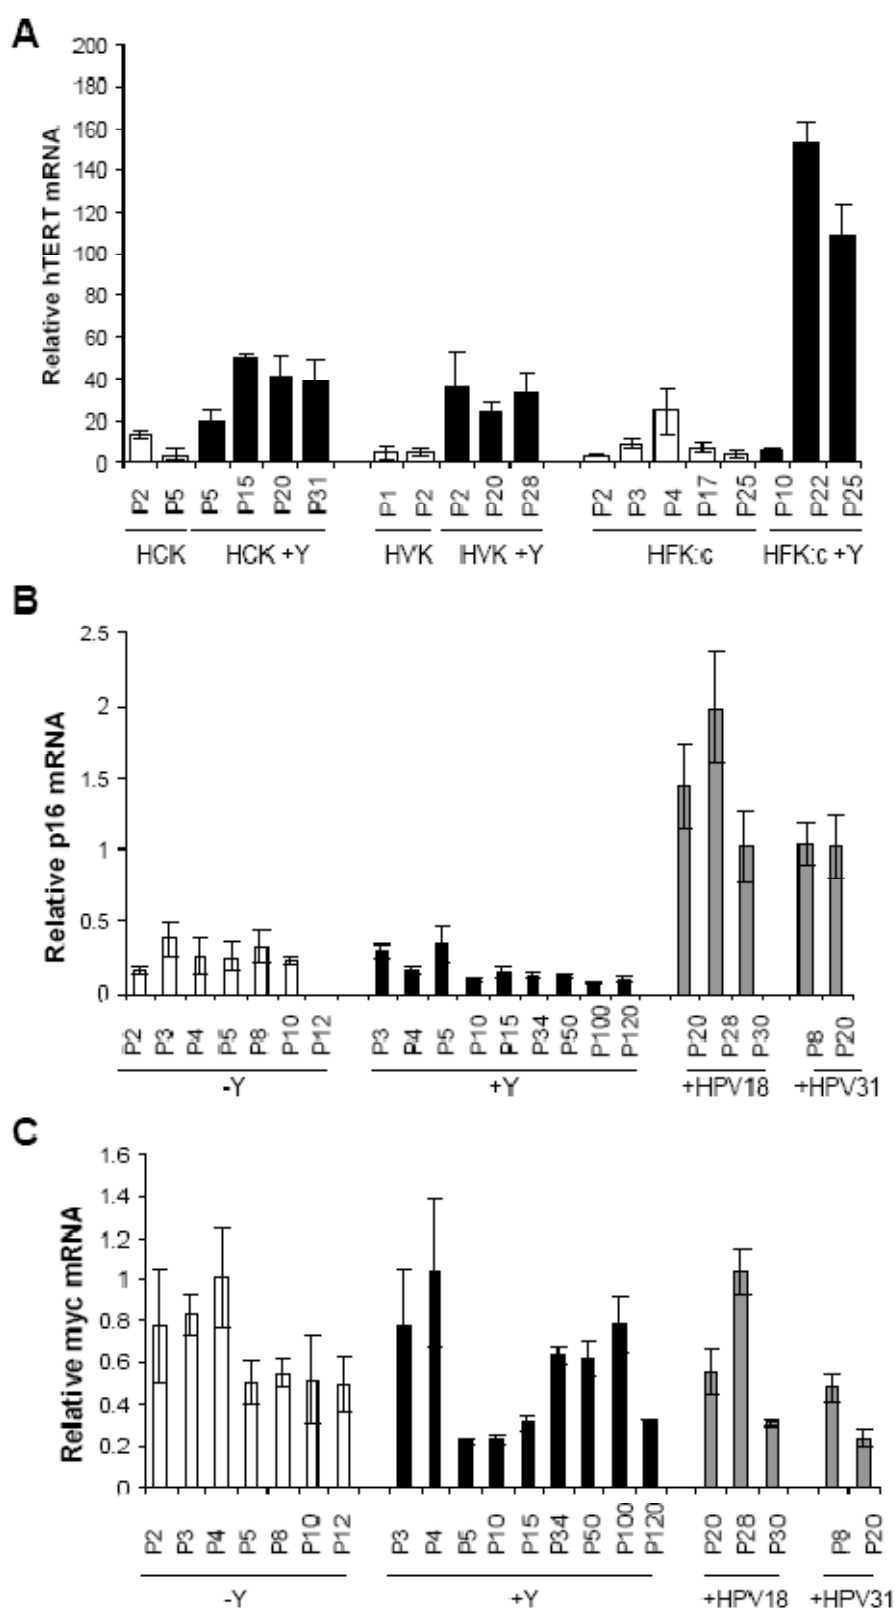 A
Relative hTERT mRNA
200
180
160
140
120
100
80
60
40
20
0
P2 P5 P5 P15 P20 P31 P1 P2 P2 P20 P28 P2 P3 P4 P17 P25 P10 P22 P25
HCK HCK +Y HVK HVK +Y HFK:c HFK:c +Y
B
Relative p16 mRNA
2.5
2
1.5
1
0.5
0
P2 P3 P4 P5 P8 P10 P12 P3 P4 P5 P10 P15 P34 P50 P100 P120 P20 P28 P30 P8 P20
-Y +Y +HPV18 +HPV31
C
Relative myc mRNA
1.6
1.4
1.2
1
0.8
0.6
0.4
0.2
0
P2 P3 P4 P5 P8 P10 P12 P3 P4 P5 P10 P15 P34 P50 P100 P120 P20 P28 P30 P8 P20
-Y +Y +HPV18 +HPV31